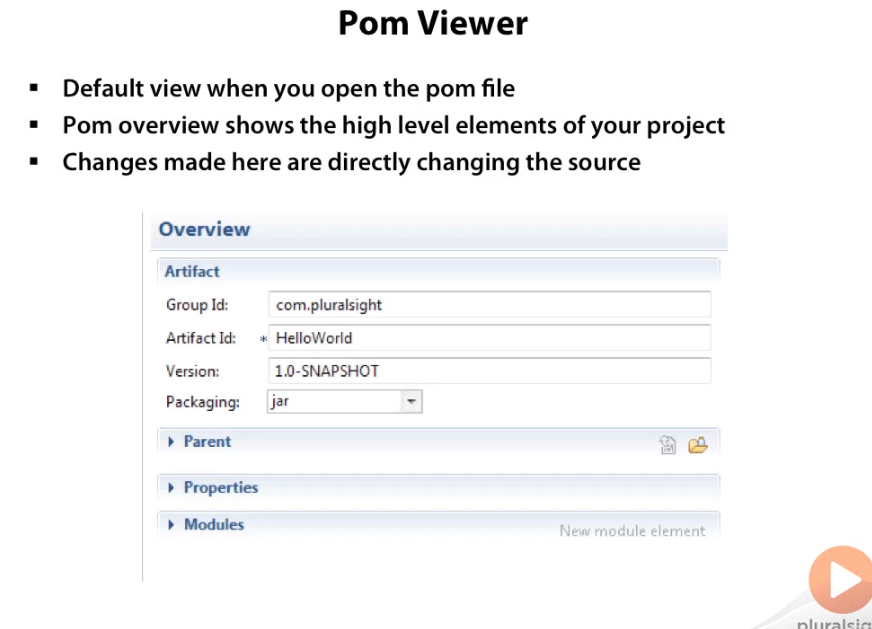 Pom Viewer
▪ Default view when you open the pom file
▪ Pom overview shows the high level elements of your project
▪ Changes made here are directly changing the source
Overview
Artifact
Group Id: com.pluralsight
Artifact Id: * HelloWorld
Version: 1.0-SNAPSHOT
Packaging: jar
Parent
Properties
Modules
New module element